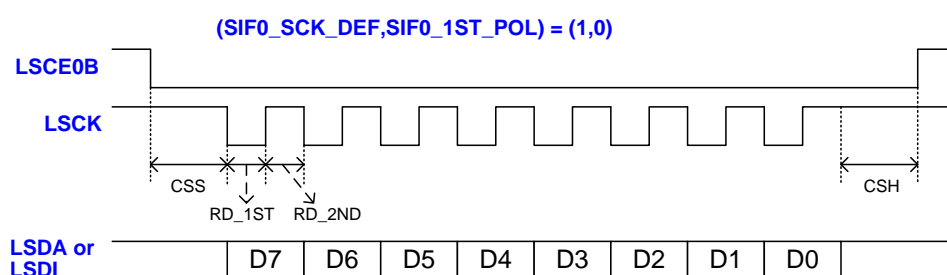 (SIF0_SCK_DEF,SIF0_1ST_POL) = (1,0)
LSCE0B
LSCK
CSS
CSH
RD_1ST RD_2ND
LSDA or
LSDI
D7 D6 D5 D4 D3 D2 D1 D0